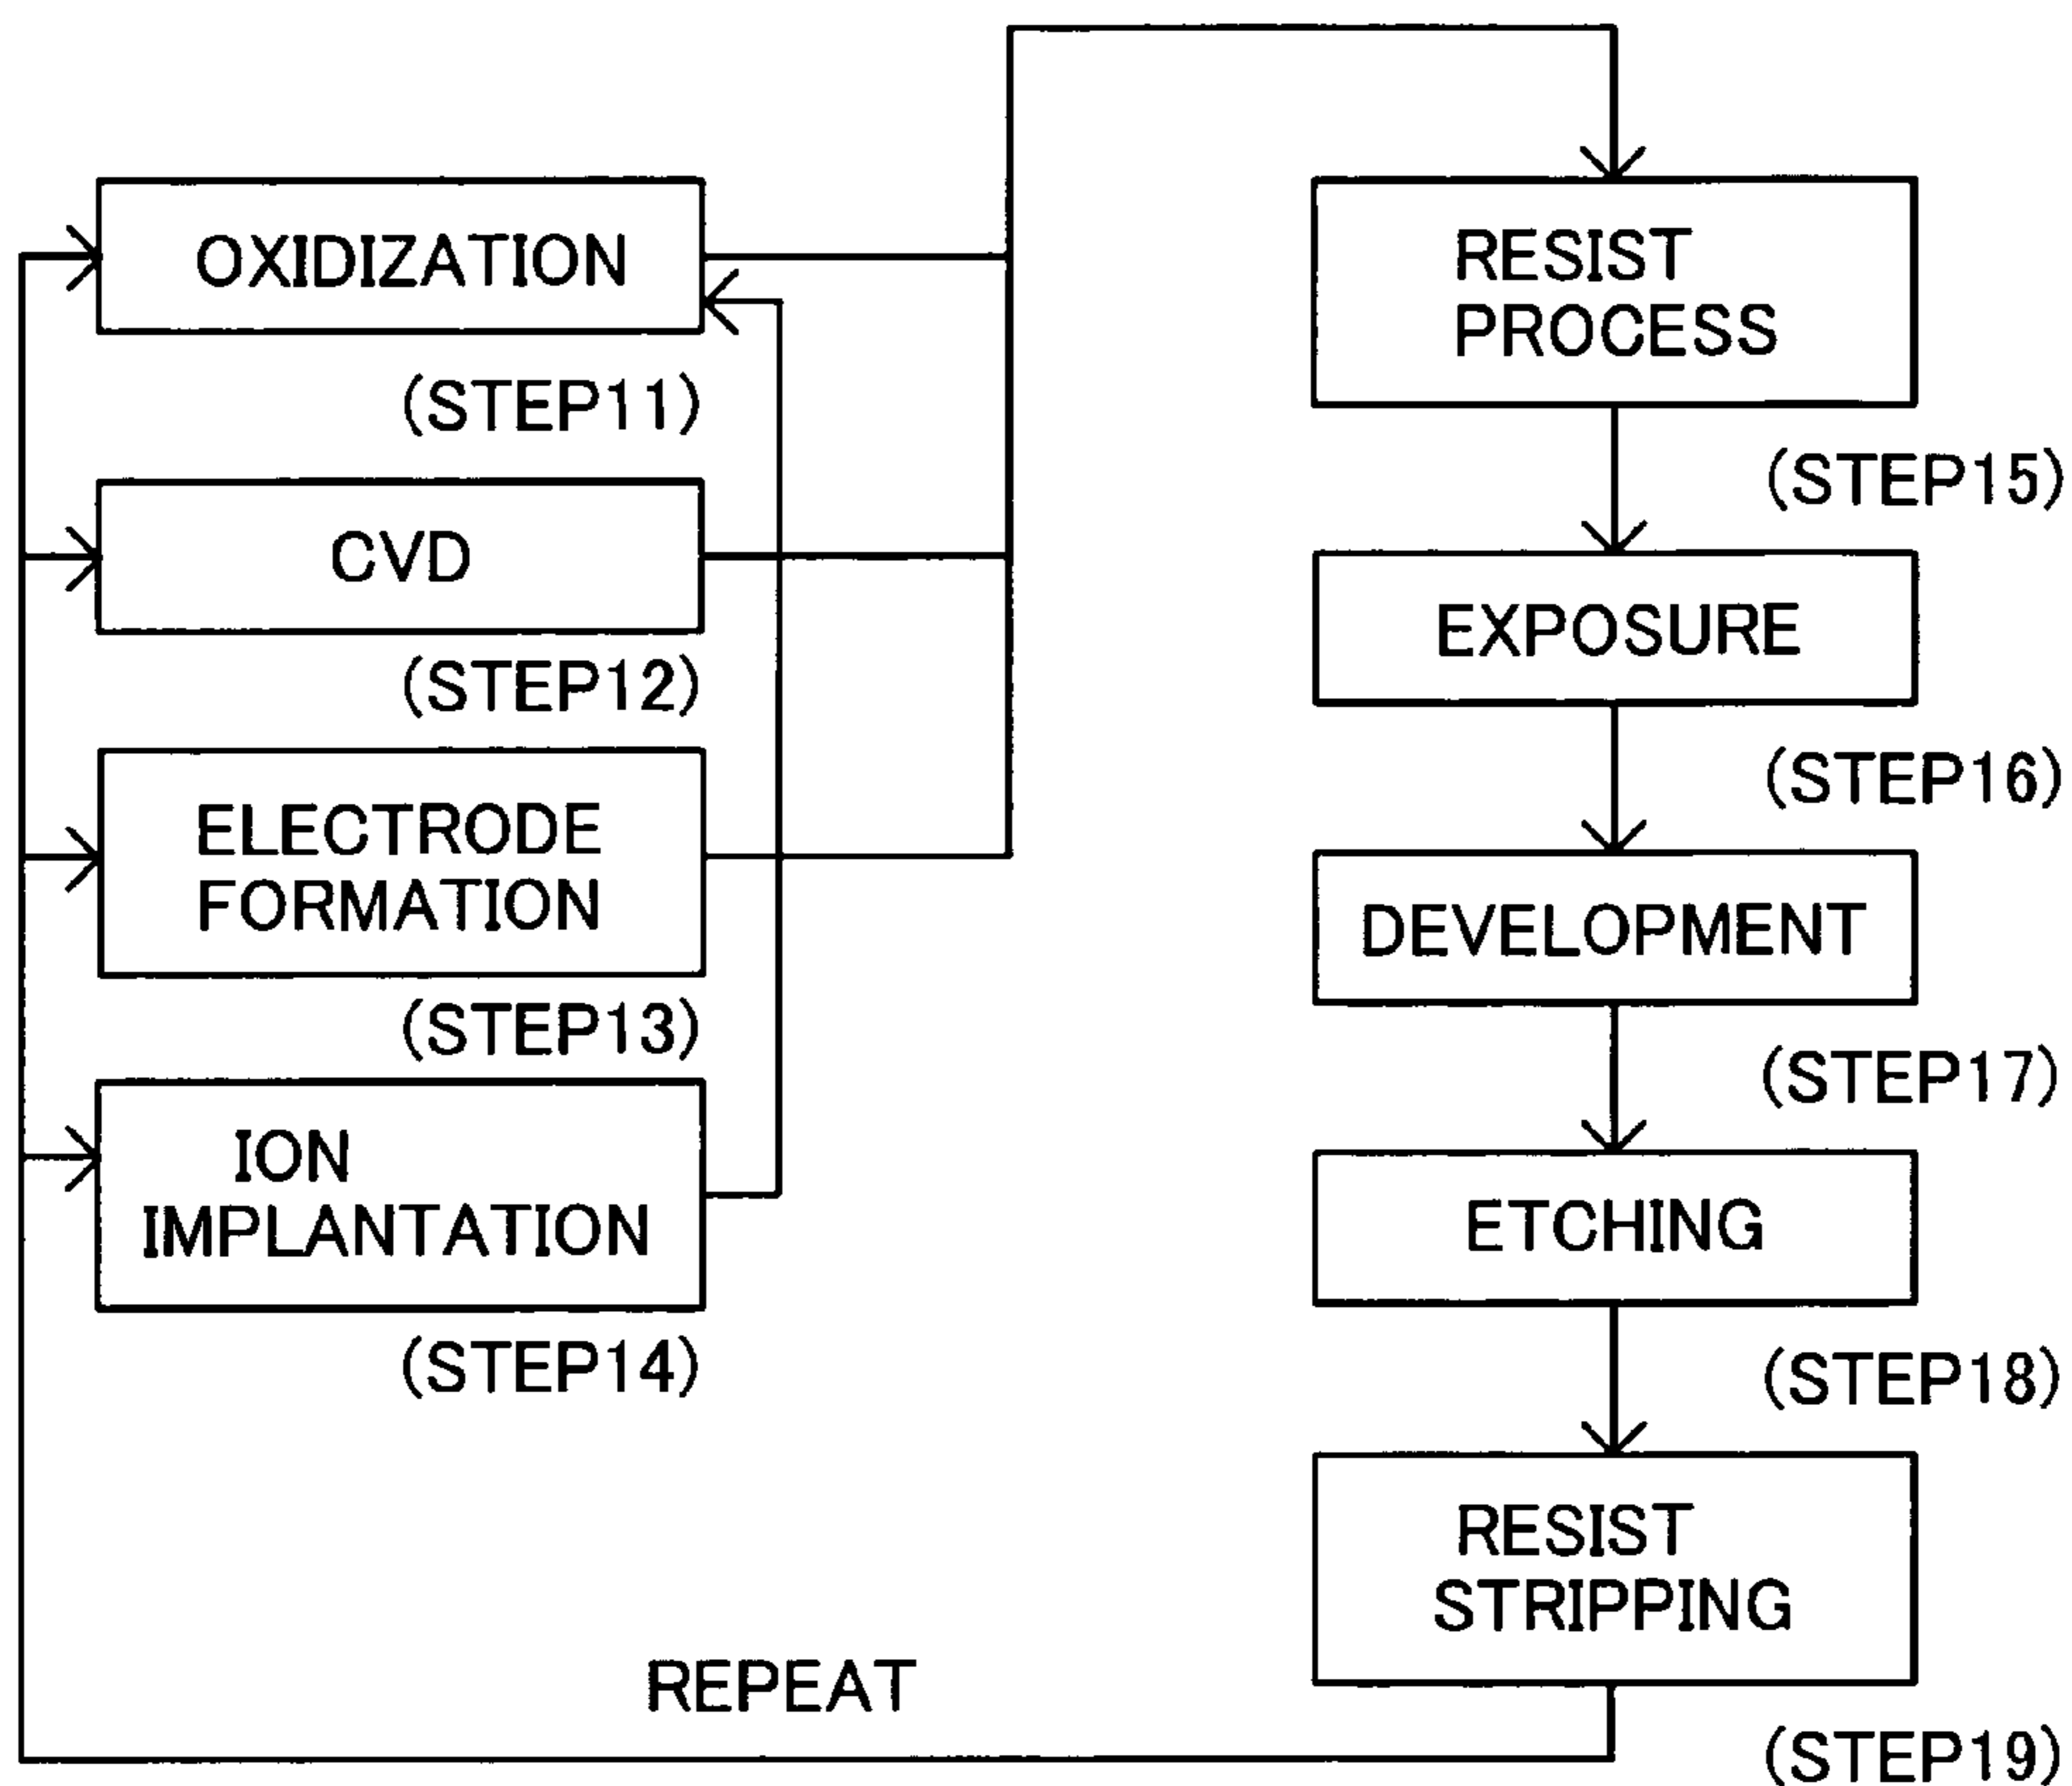 OXIDIZATION
(STEP11)
CVD
(STEP12)
ELECTRODE
FORMATION
(STEP13)
ION
IMPLANTATION
(STEP14)
RESIST
PROCESS
(STEP15)
EXPOSURE
(STEP16)
DEVELOPMENT
(STEP17)
ETCHING
(STEP18)
RESIST
STRIPPING
(STEP19)
REPEAT